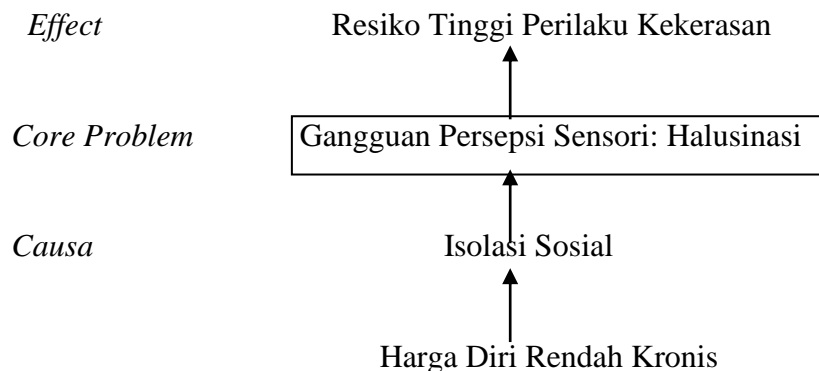 Effect Resiko Tinggi Perilaku Kekerasan
Core Problem Gangguan Persepsi Sensori: Halusinasi
Causa Isolasi Sosial
Harga Diri Rendah Kronis